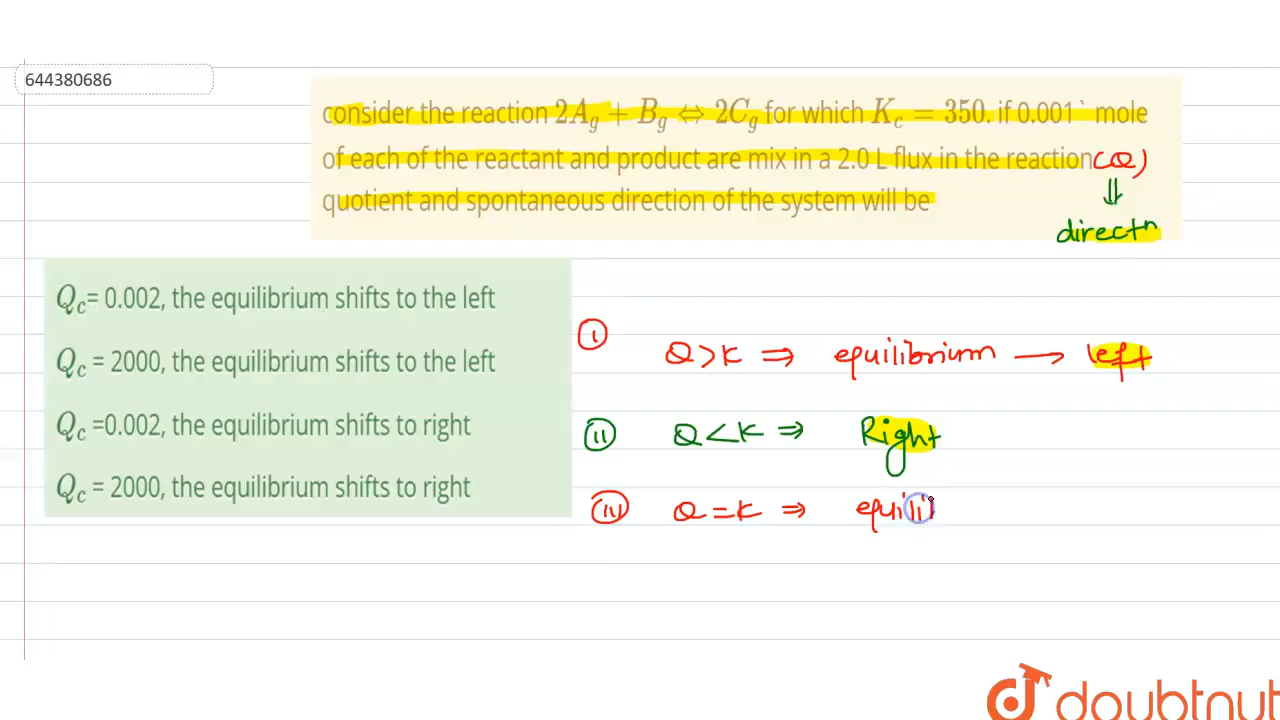 644380686
consider the reaction 2A_g + B_g ⇔ 2C_g for which K_c = 350. if 0.001` mole
of each of the reactant and product are mix in a 2.0 L flux in the reaction (Q)
quotient and spontaneous direction of the system will be
⇓
directⁿ
Q_c= 0.002, the equilibrium shifts to the left
Q_c = 2000, the equilibrium shifts to the left
Q_c =0.002, the equilibrium shifts to right
Q_c = 2000, the equilibrium shifts to right
(i) Q>K ⇒ equilibrium → left
(ii) Q<K ⇒ Right
(iii) Q=K ⇒ equili
doubtnut